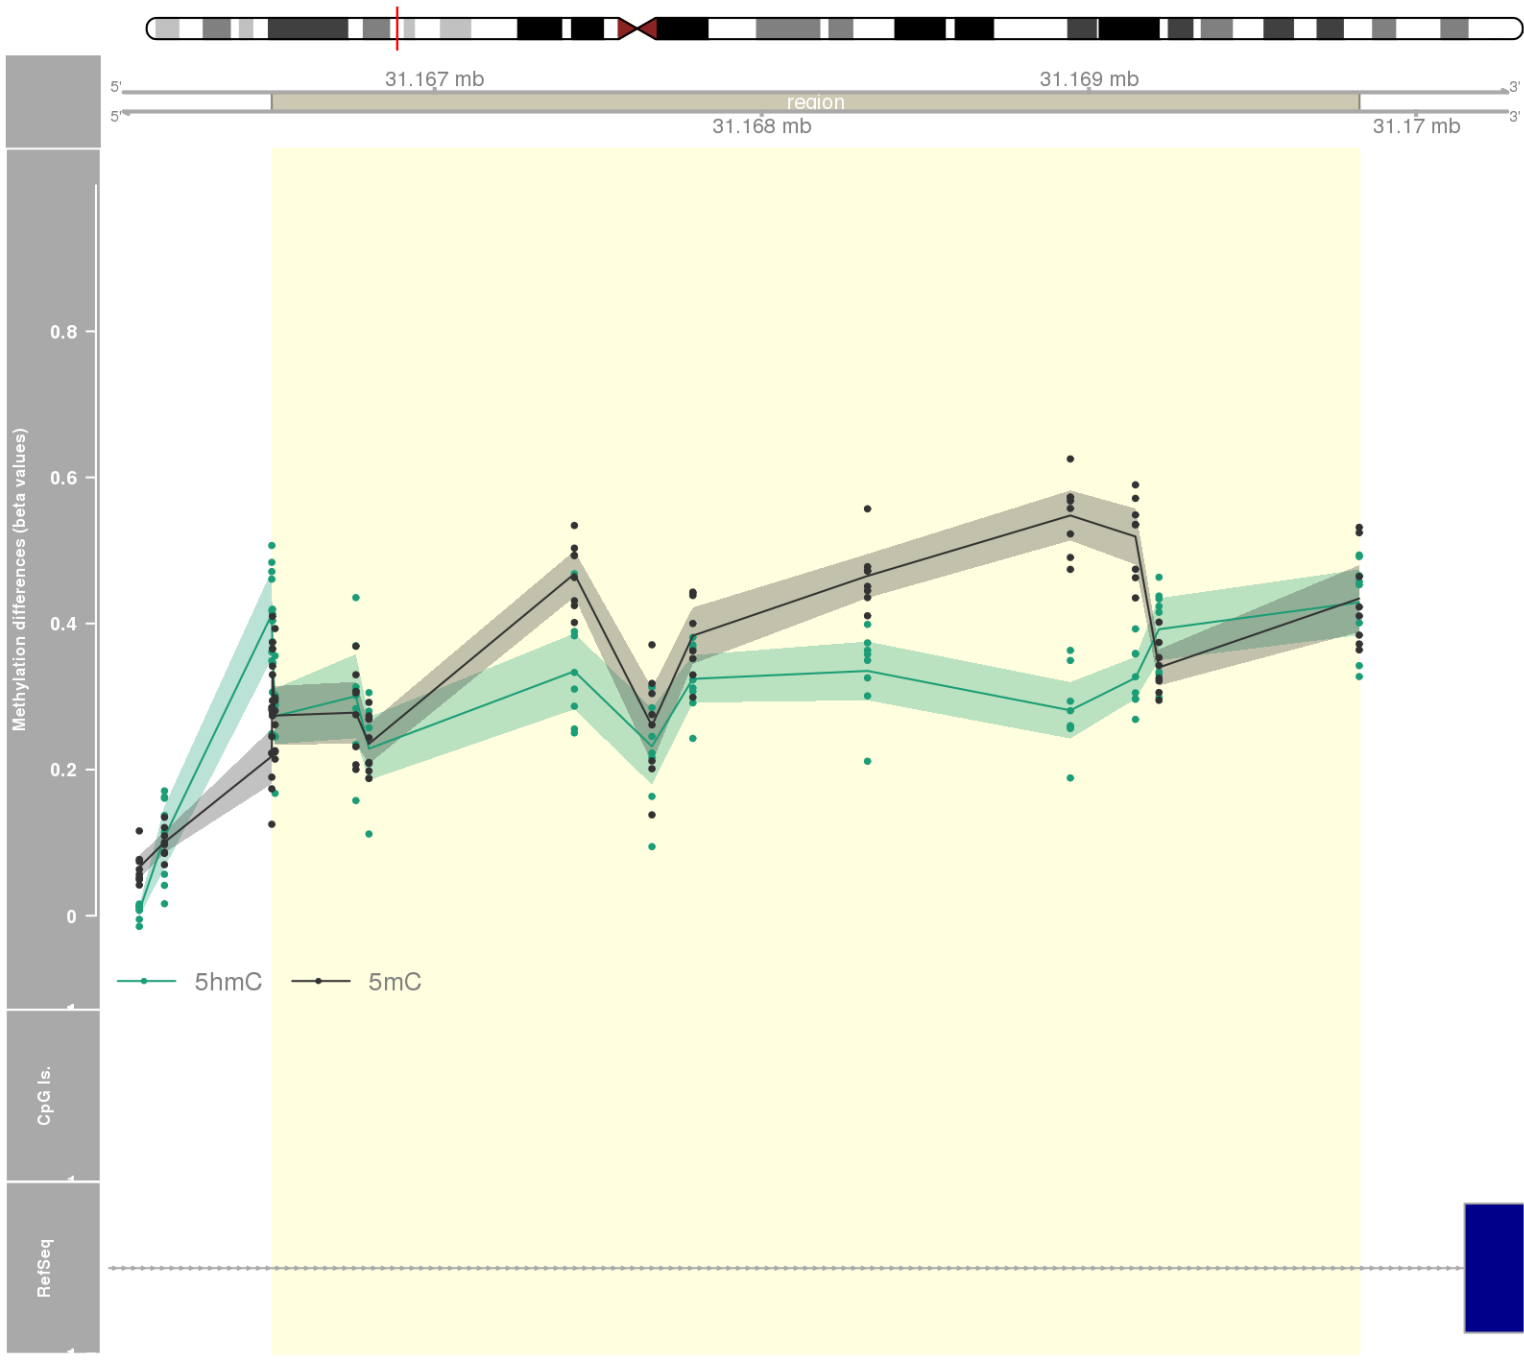 31.167 mb
31.169 mb
5'
3'
region
5'
3'
31.168 mb
31.17 mb
Methylation differences (beta values)
0.8
0.6
0.4
0.2
0
5hmC
5mC
CpG Is.
RefSeq